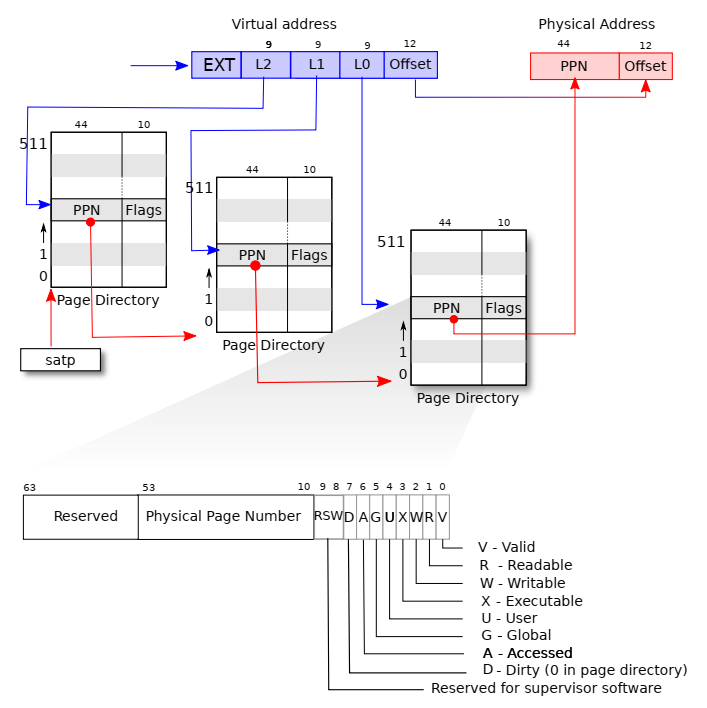 Virtual address
Physical Address
9 9 9 12
44 12
EXT L2 L1 L0 Offset
PPN Offset
44 10
511
PPN Flags
1
0
Page Directory
satp
44 10
511
PPN Flags
1
0
Page Directory
44 10
511
PPN Flags
1
0
Page Directory
63 53 10 9 8 7 6 5 4 3 2 1 0
Reserved Physical Page Number RSW D A G U X W R V
V - Valid
R - Readable
W - Writable
X - Executable
U - User
G - Global
A - Accessed
D - Dirty (0 in page directory)
Reserved for supervisor software